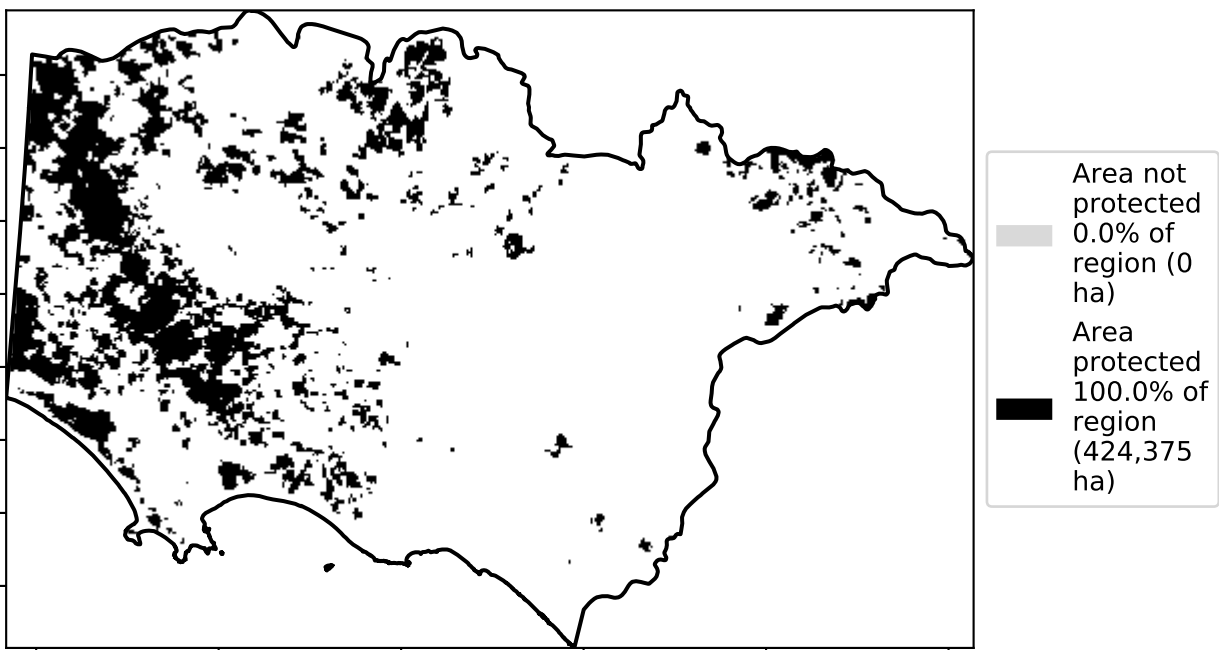 Area not
protected
0.0% of
region (0
ha)
Area
protected
100.0% of
region
(424,375
ha)